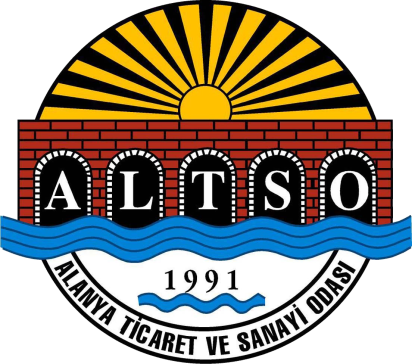 ALTSO
1991
ALANYA TİCARET VE SANAYİ ODASI